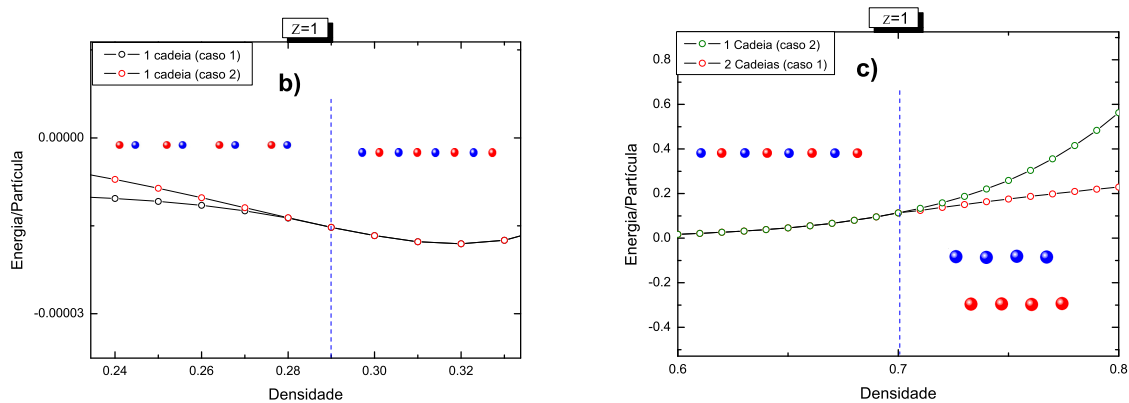 Z=1
1 cadeia (caso 1)
1 cadeia (caso 2)
b)
0.00000
-0.00003
Energia/Partícula
0.24
0.26
0.28
0.30
0.32
Densidade
Z=1
1 Cadeia (caso 2)
2 Cadeias (caso 1)
c)
0.8
0.6
0.4
0.2
0.0
-0.2
-0.4
Energia/Partícula
0.6
0.7
0.8
Densidade